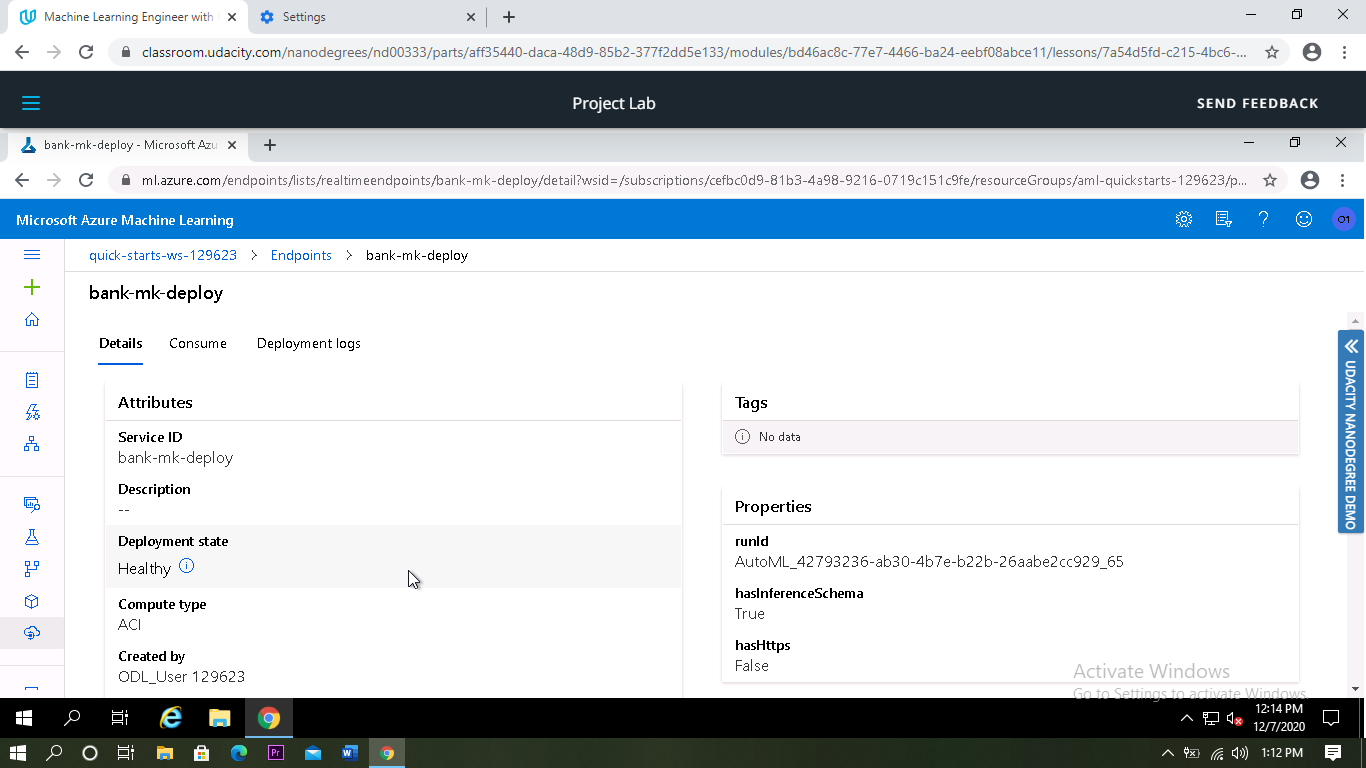 Machine Learning Engineer with
Settings
classroom.udacity.com/nanodegrees/nd00333/parts/aff35440-daca-48d9-85b2-377f2dd5e133/modules/bd46ac8c-77e7-4466-ba24-eebf08abce11/lessons/7a54d5fd-c215-4bc6-...
Project Lab
SEND FEEDBACK
bank-mk-deploy - Microsoft Azu
ml.azure.com/endpoints/lists/realtimeendpoints/bank-mk-deploy/detail?wsid=/subscriptions/cefbc0d9-81b3-4a98-9216-0719c151c9fe/resourceGroups/aml-quickstarts-129623/p...
Microsoft Azure Machine Learning
O1
quick-starts-ws-129623 > Endpoints > bank-mk-deploy
bank-mk-deploy
Details
Consume
Deployment logs
Attributes
Service ID
bank-mk-deploy
Description
--
Deployment state
Healthy
Compute type
ACI
Created by
ODL_User 129623
Tags
No data
Properties
runId
AutoML_42793236-ab30-4b7e-b22b-26aabe2cc929_65
hasInferenceSchema
True
hasHttps
False
UDACITY NANODEGREE DEMO
Activate Windows
Go to Settings to activate Windows.
12:14 PM
12/7/2020
Pr
W
1:12 PM